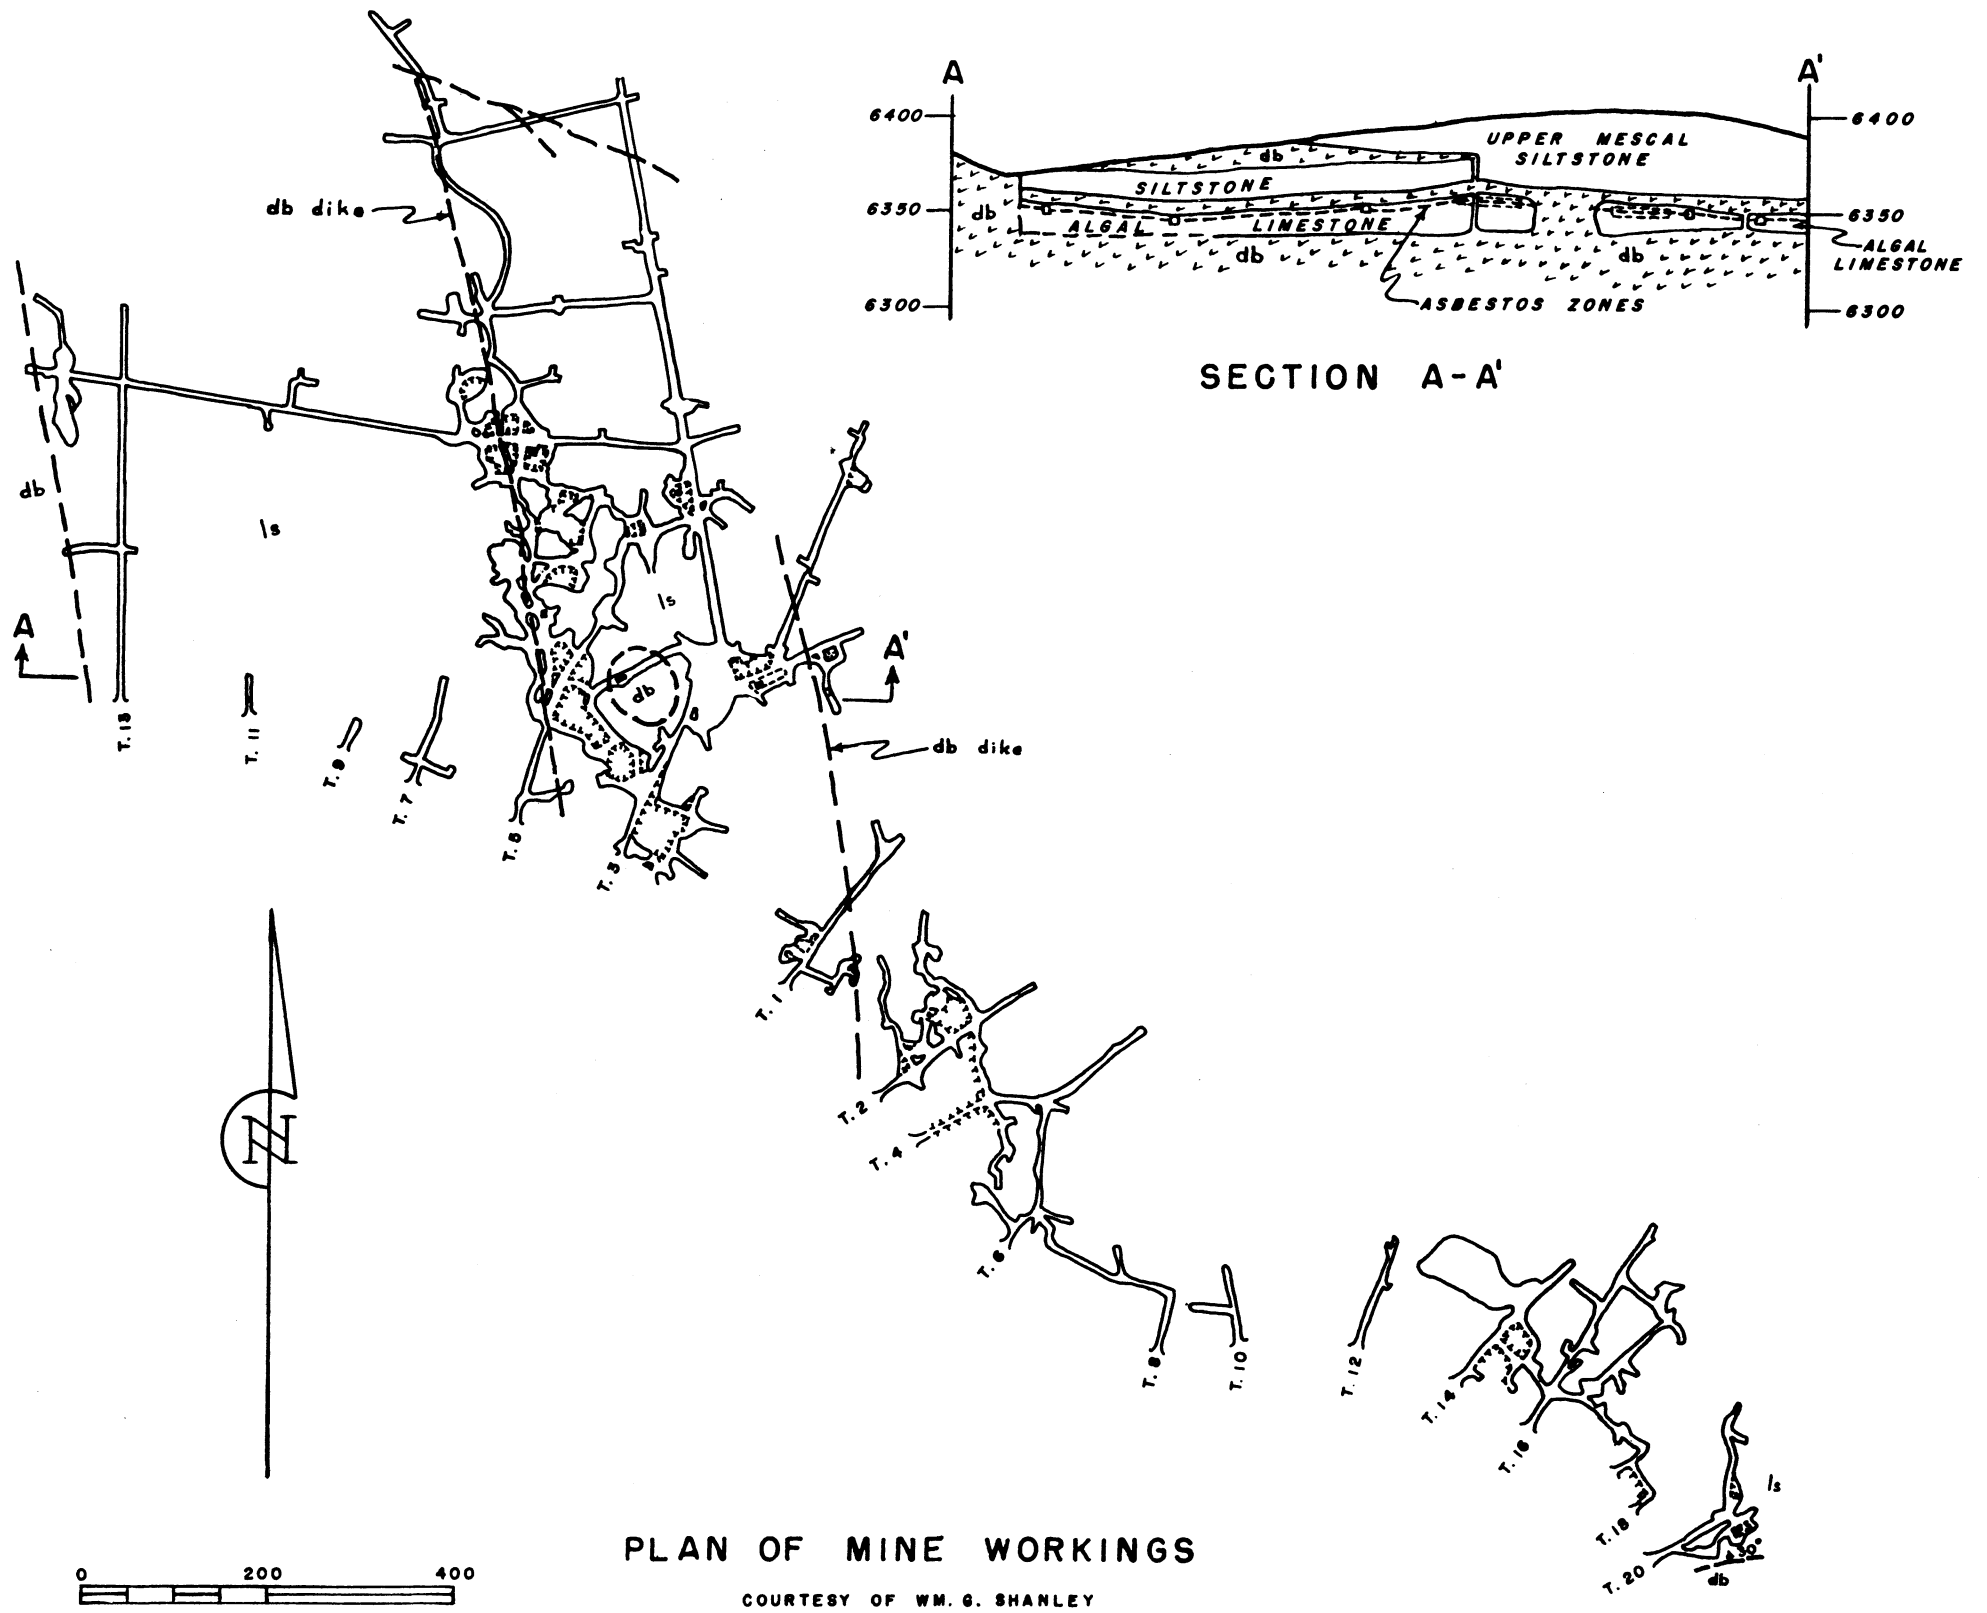 A
A'
6400
6400
UPPER MESCAL
SILTSTONE
db
SILTSTONE
db
6350
6350
ALGAL LIMESTONE
ALGAL
LIMESTONE
db
db
6300
ASBESTOS ZONES
6300
SECTION A-A'
db dike
db
ls
ls
A
A'
db
T. 13
T. 11
T. 9
T. 7
T. 5
T. 3
db dike
T. 1
T. 2
T. 4
N
T. 6
T. 8
T. 10
T. 12
T. 14
T. 16
ls
T. 18
30°
T. 20
db
PLAN OF MINE WORKINGS
0 200 400
COURTESY OF WM. G. SHANLEY